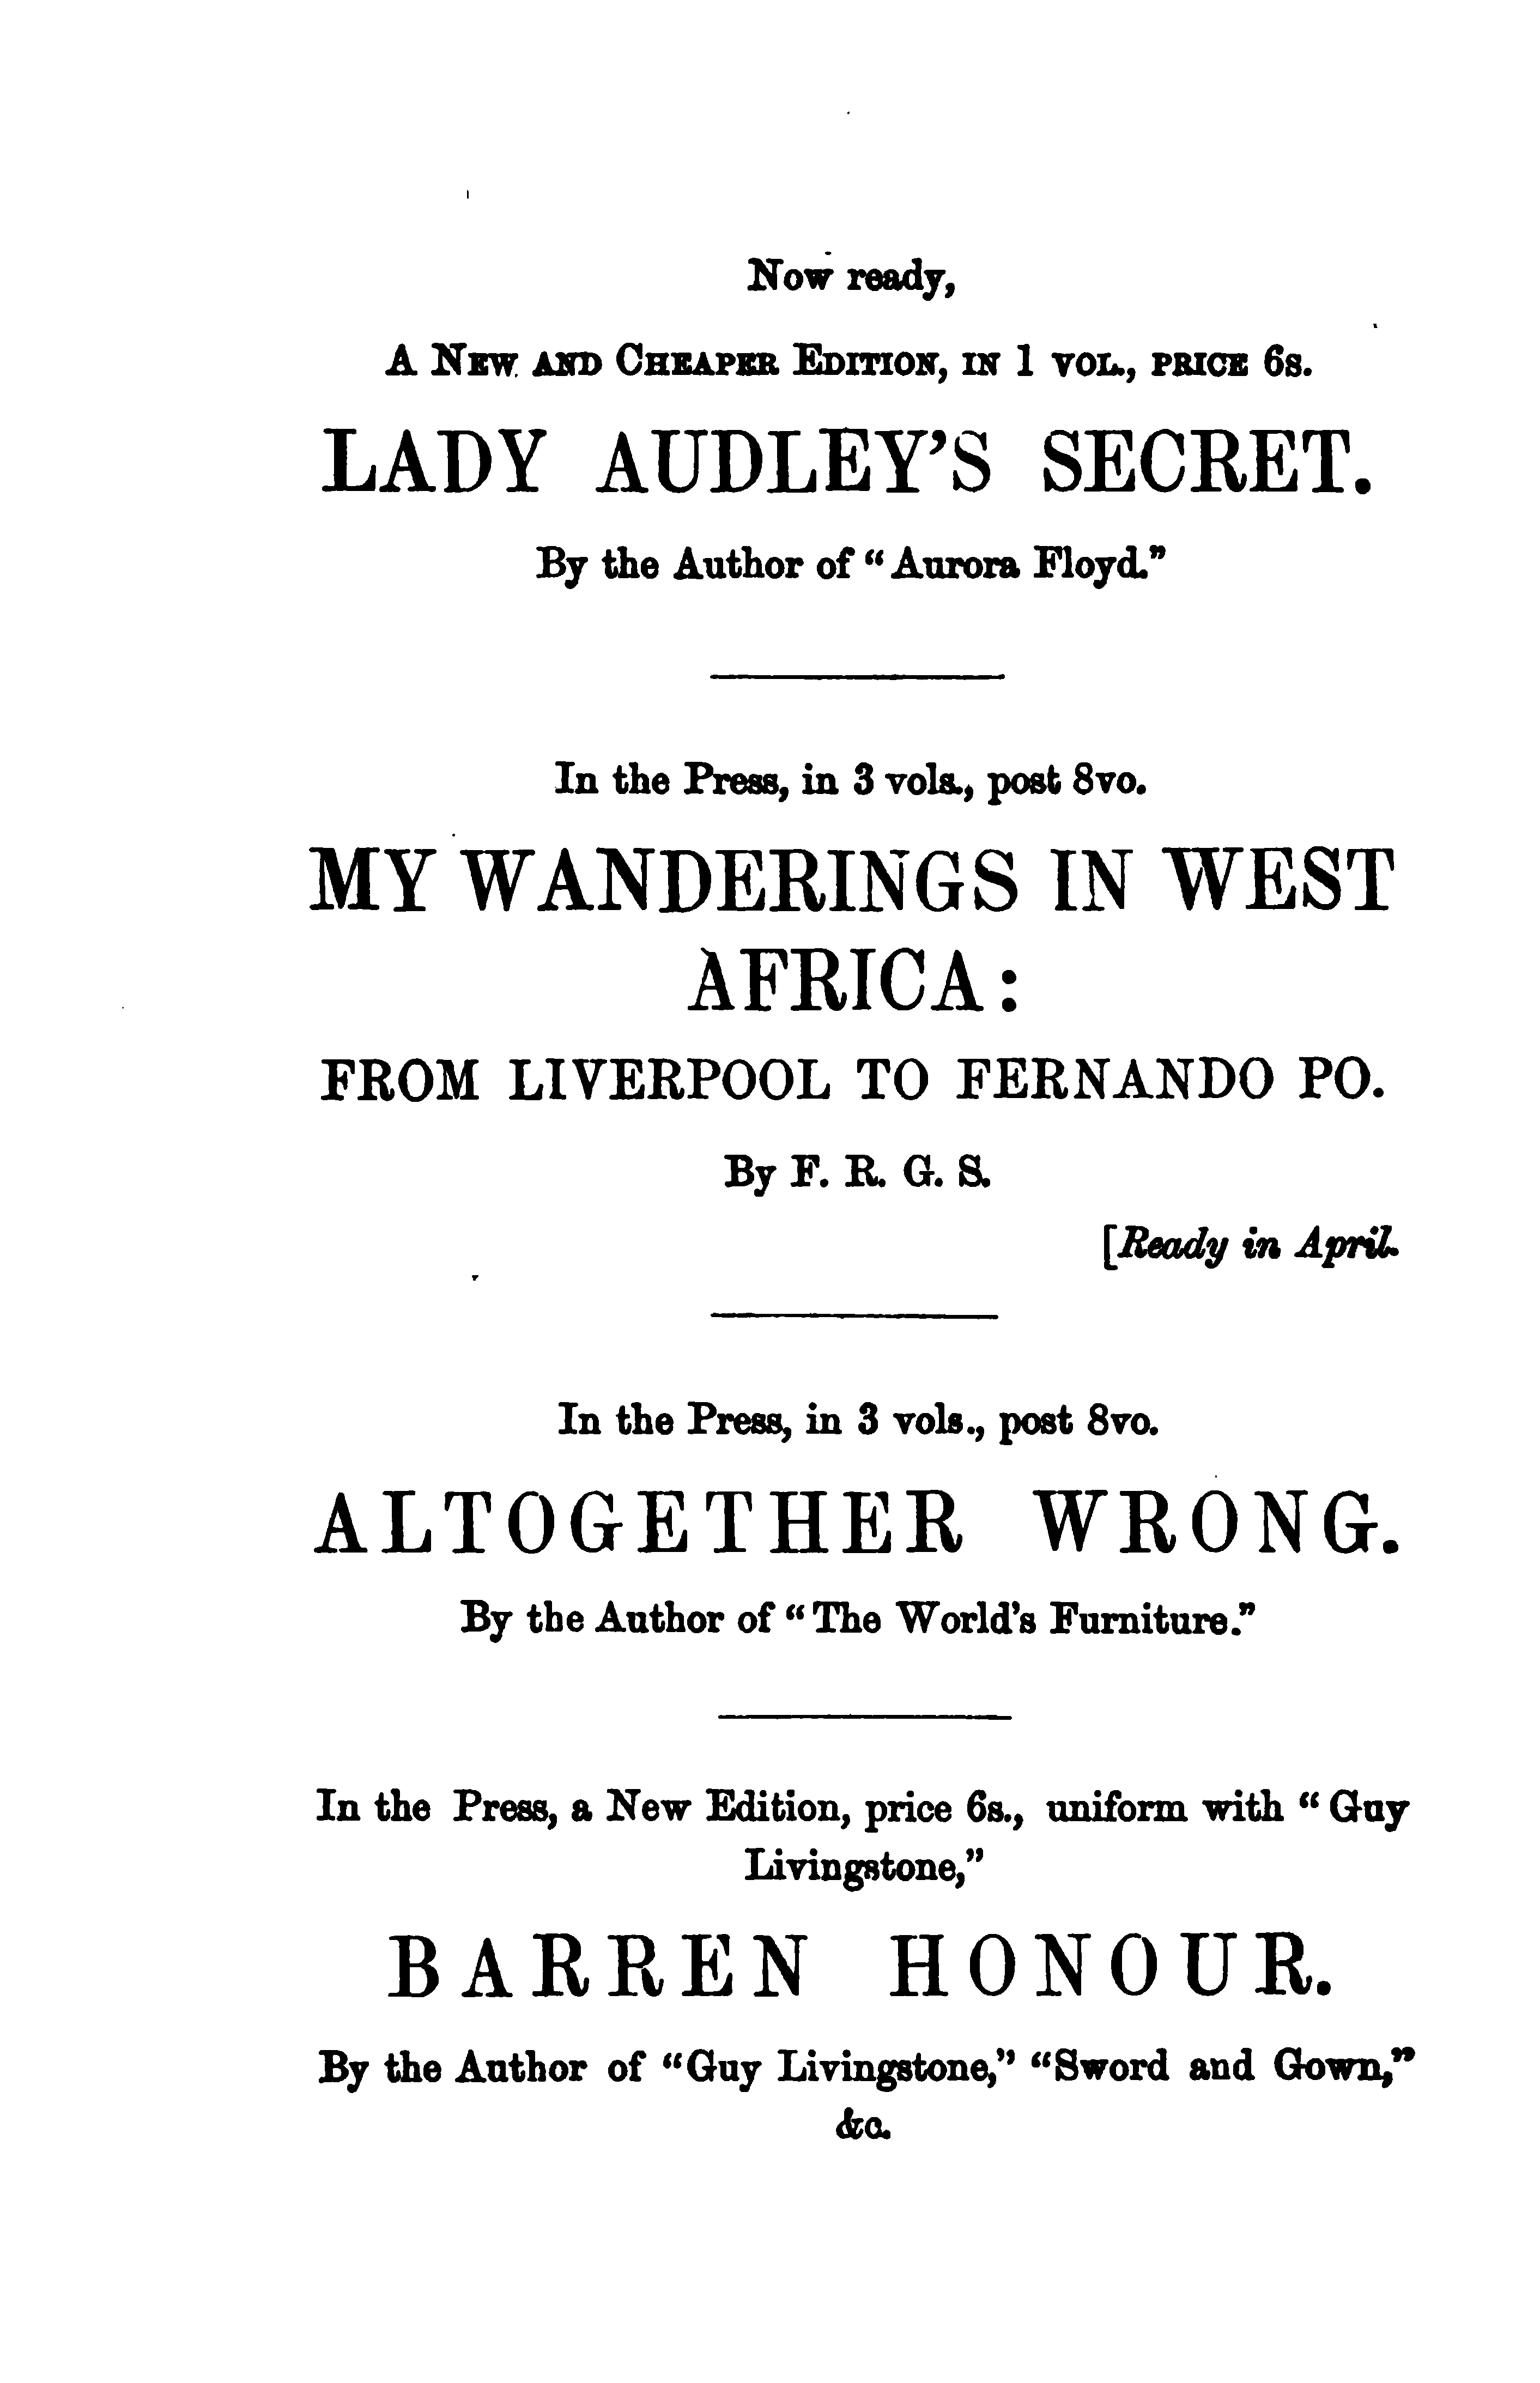 Now ready,
A New and Cheaper Edition, in 1 vol., price 6s.
LADY AUDLEY'S SECRET.
By the Author of "Aurora Floyd."
In the Press, in 3 vols., post 8vo.
MY WANDERINGS IN WEST
AFRICA:
FROM LIVERPOOL TO FERNANDO PO.
By F. R. G. S.
[Ready in April.
In the Press, in 3 vols., post 8vo.
ALTOGETHER WRONG.
By the Author of "The World's Furniture."
In the Press, a New Edition, price 6s., uniform with "Guy
Livingstone,"
BARREN HONOUR.
By the Author of "Guy Livingstone," "Sword and Gown,"
&c.